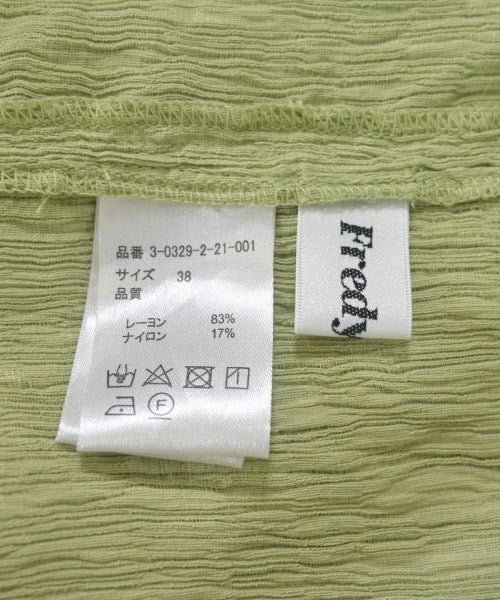 品番 3-0329-2-21-001
サイズ 38
品質
レーヨン 83%
ナイロン 17%
F
Fredy